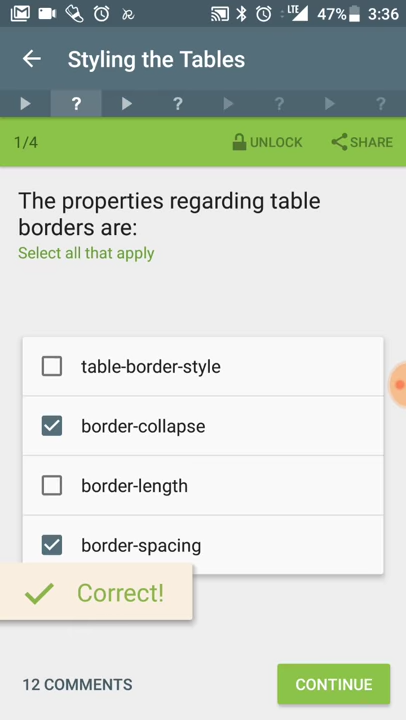 LTE 47% 3:36
Styling the Tables
? ? ? ?
1/4 UNLOCK SHARE
The properties regarding table
borders are:
Select all that apply
table-border-style
border-collapse
border-length
border-spacing
Correct!
12 COMMENTS CONTINUE